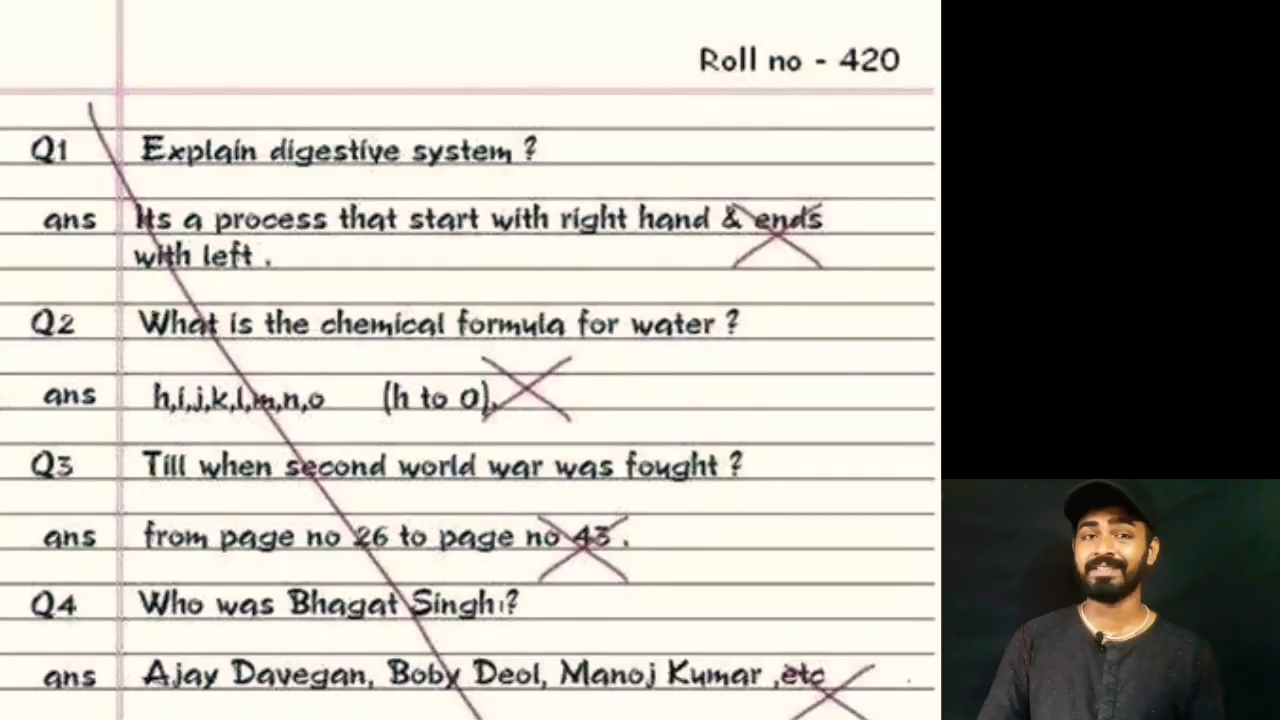 Roll no - 420
Q1 Explain digestive system ?
ans Its a process that start with right hand & ends
with left .
Q2 What is the chemical formula for water ?
ans h,i,j,k,l,m,n,o (h to O),
Q3 Till when second world war was fought ?
ans from page no 26 to page no 43 .
Q4 Who was Bhagat Singh ?
ans Ajay Davegan, Boby Deol, Manoj Kumar ,etc